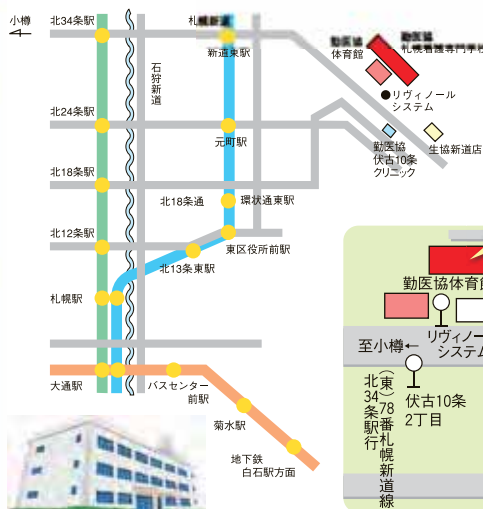 小樽
北34条駅
札幌新道
新道東駅
石狩新道
勤医協
体育館
勤医協
札幌看護専門学校
リヴィノール
システム
北24条駅
元町駅
勤医協
伏古10条
クリニック
生協新道店
北18条駅
北18条通
環状通東駅
北12条駅
東区役所前駅
北13条東駅
札幌駅
大通駅
バスセンター
前駅
菊水駅
地下鉄
白石駅方面
勤医協体育館
リヴィノー
システム
至小樽←
伏古10条
2丁目
(東)78番札幌新道線
北34条駅行